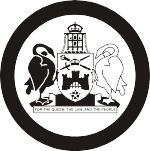 FOR THE QUEEN, THE LAW AND THE PEOPLE